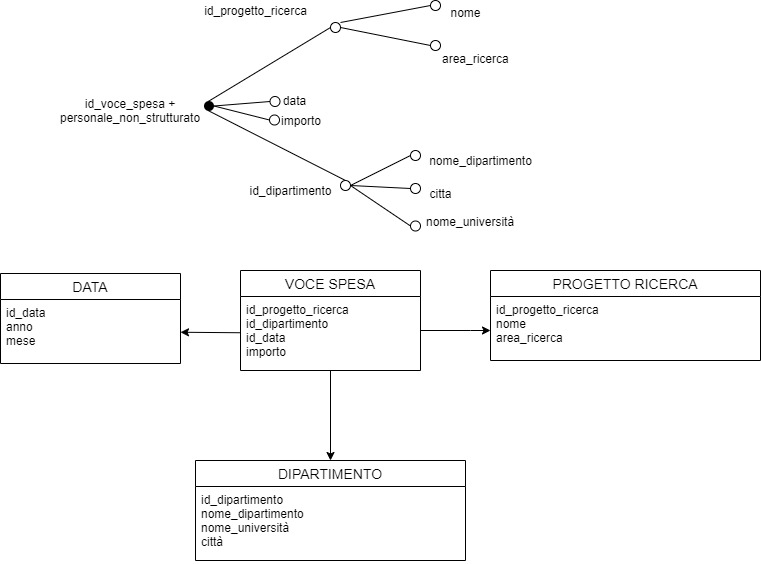 id_progetto_ricerca
nome
area_ricerca
id_voce_spesa +
personale_non_strutturato
data
importo
id_dipartimento
nome_dipartimento
citta
nome_università
DATA
id_data
anno
mese
VOCE SPESA
id_progetto_ricerca
id_dipartimento
id_data
importo
PROGETTO RICERCA
id_progetto_ricerca
nome
area_ricerca
DIPARTIMENTO
id_dipartimento
nome_dipartimento
nome_università
città